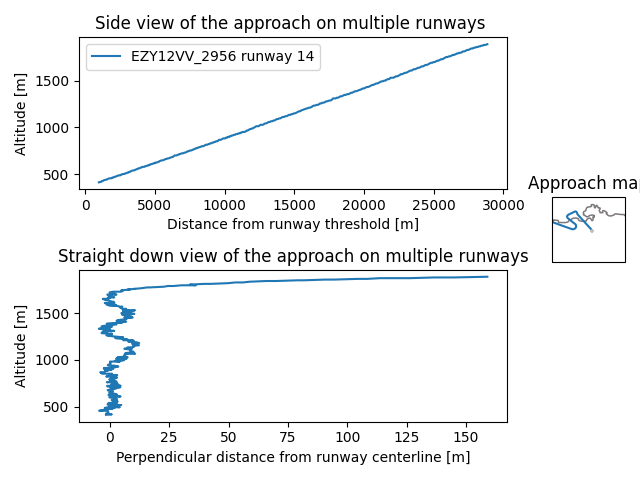 Side view of the approach on multiple runways
EZY12VV_2956 runway 14
Altitude [m]
1500
1000
500
0
5000
10000
15000
20000
25000
30000
Distance from runway threshold [m]
Approach map
Straight down view of the approach on multiple runways
Altitude [m]
1500
1000
500
0
25
50
75
100
125
150
Perpendicular distance from runway centerline [m]